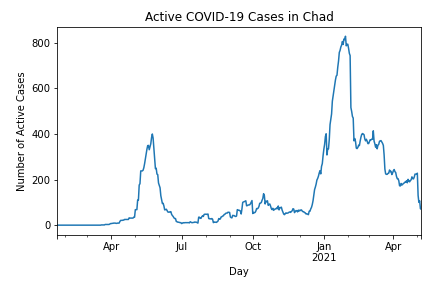 Active COVID-19 Cases in Chad
Number of Active Cases
800
600
400
200
0
Apr
Jul
Oct
Jan
2021
Apr
Day